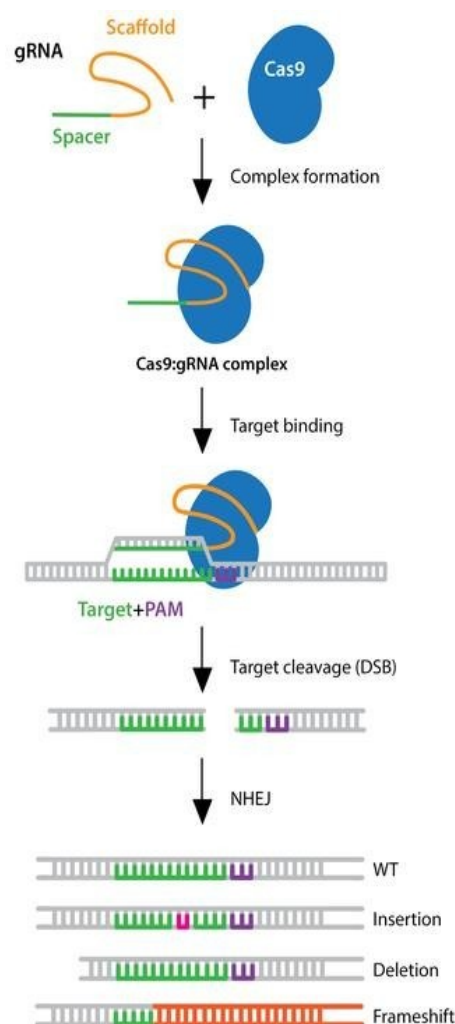 Scaffold
gRNA
+
Cas9
Spacer
Complex formation
Cas9:gRNA complex
Target binding
Target+PAM
Target cleavage (DSB)
NHEJ
WT
Insertion
Deletion
Frameshift